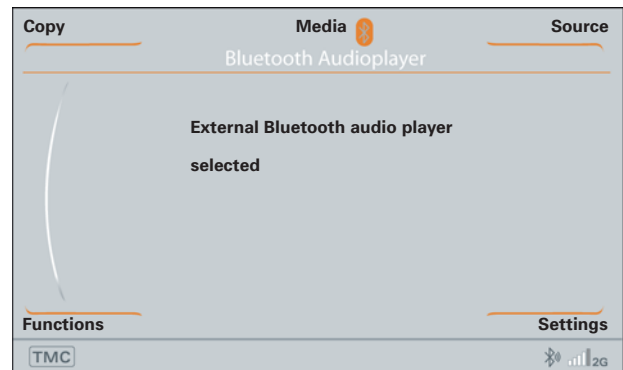 Copy Media Source
Bluetooth Audioplayer
External Bluetooth audio player
selected
Functions Settings
TMC 2G